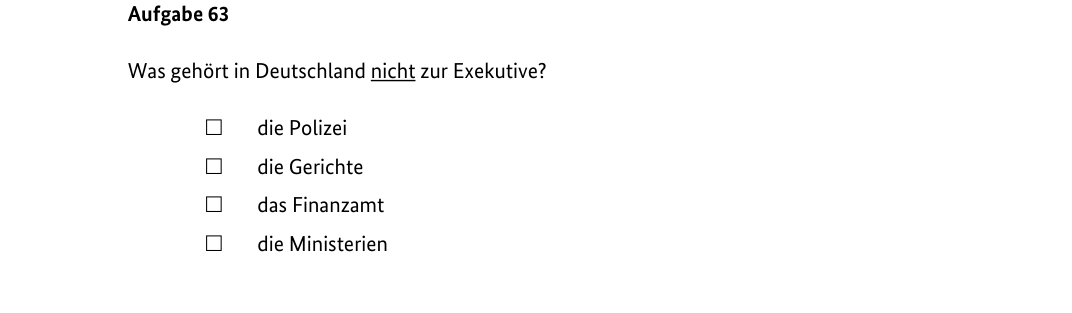 Aufgabe 63
Was gehört in Deutschland nicht zur Exekutive?
☐ die Polizei
☐ die Gerichte
☐ das Finanzamt
☐ die Ministerien